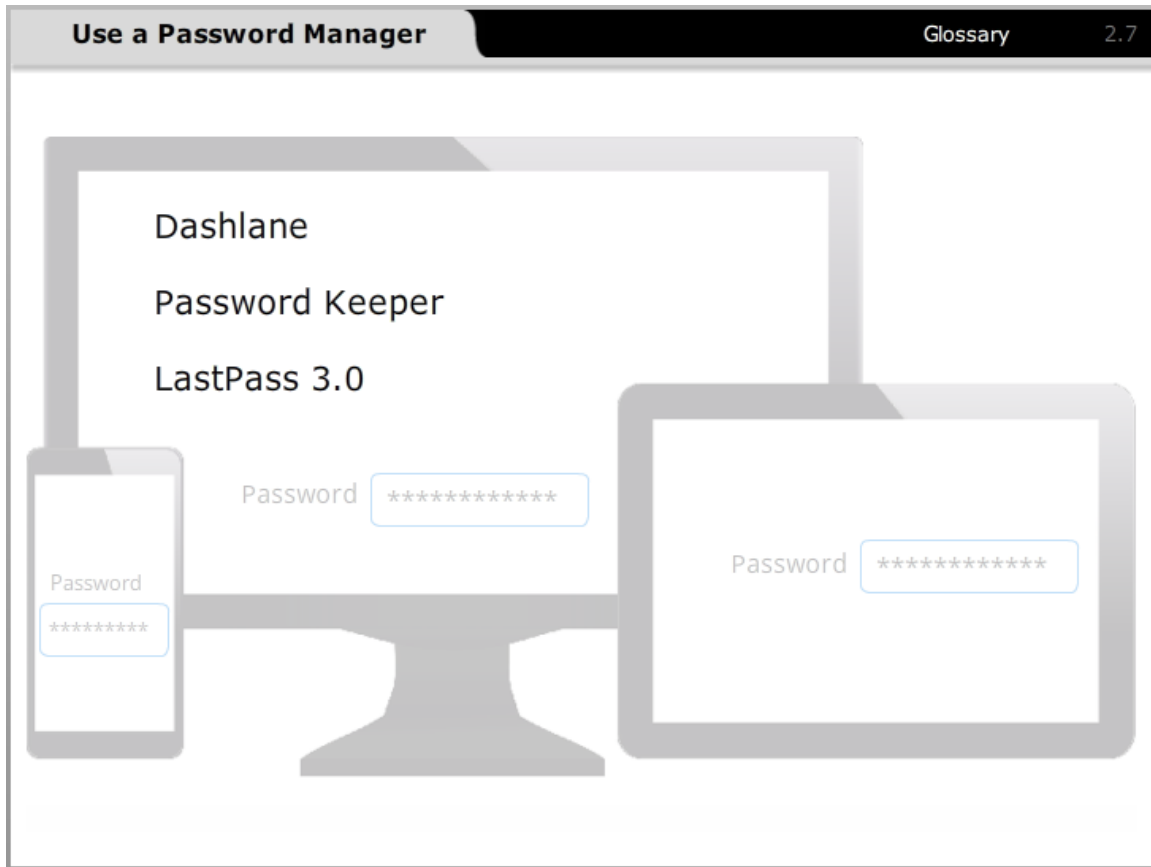 Use a Password Manager
Glossary
2.7
Dashlane
Password Keeper
LastPass 3.0
Password
************
Password
************
Password
*********